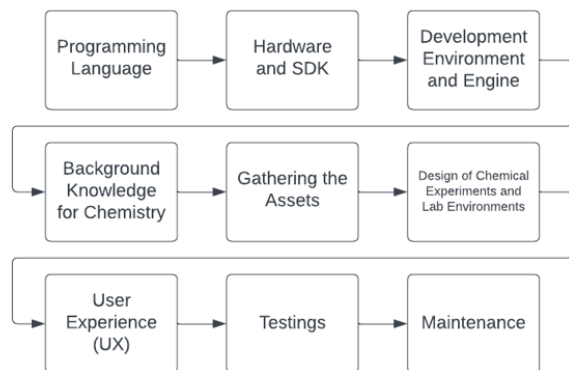 Programming
Language
Hardware
and SDK
Development
Environment
and Engine
Background
Knowledge
for Chemistry
Gathering the
Assets
Design of Chemical
Experiments and
Lab Environments
User
Experience
(UX)
Testings
Maintenance